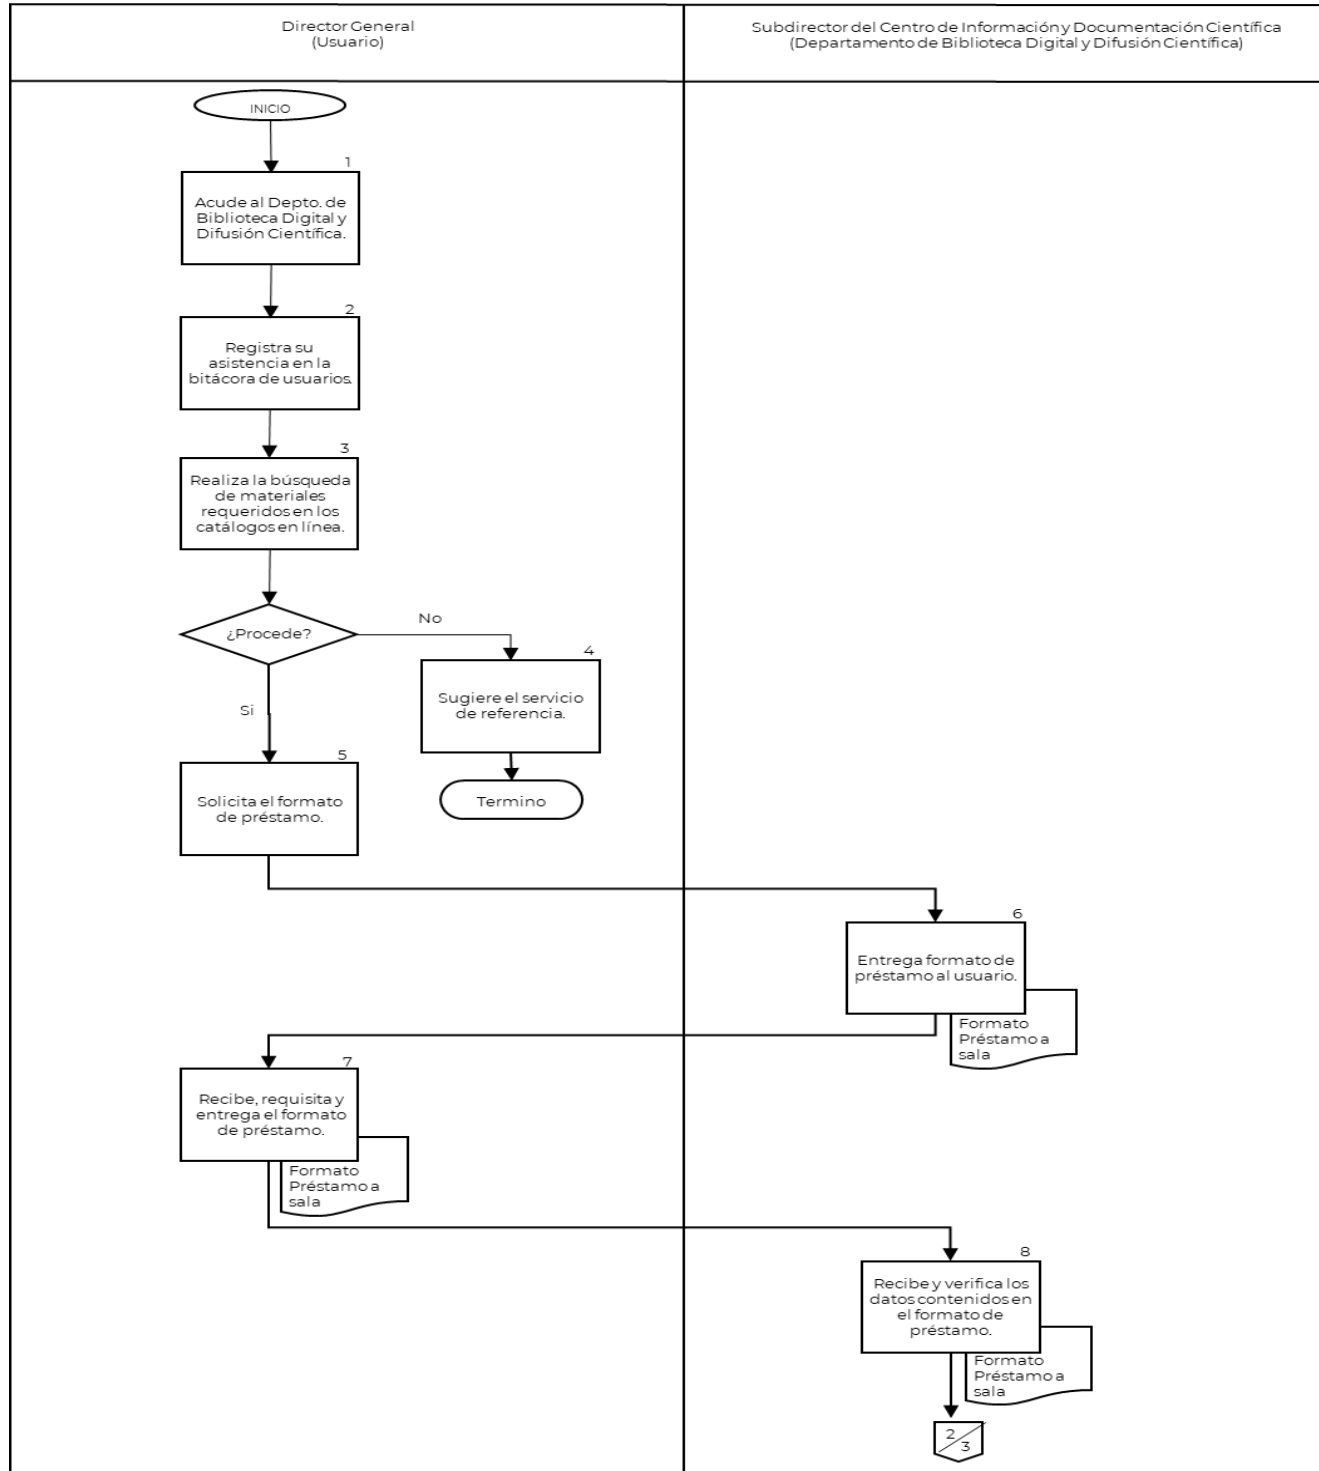 Director General
(Usuario)
Subdirector del Centro de Información y Documentación Científica
(Departamento de Biblioteca Digital y Difusión Científica)
INICIO
1
Acude al Depto. de
Biblioteca Digital y
Difusión Científica.
2
Registra su
asistencia en la
bitácora de usuarios.
3
Realiza la búsqueda
de materiales
requeridos en los
catálogos en línea.
¿Procede?
No
4
Sugiere el servicio
de referencia.
Termino
Si
5
Solicita el formato
de préstamo.
6
Entrega formato de
préstamo al usuario.
Formato
Préstamo a
sala
7
Recibe, requisita y
entrega el formato
de préstamo.
Formato
Préstamo a
sala
8
Recibe y verifica los
datos contenidos en
el formato de
préstamo.
Formato
Préstamo a
sala
2
3